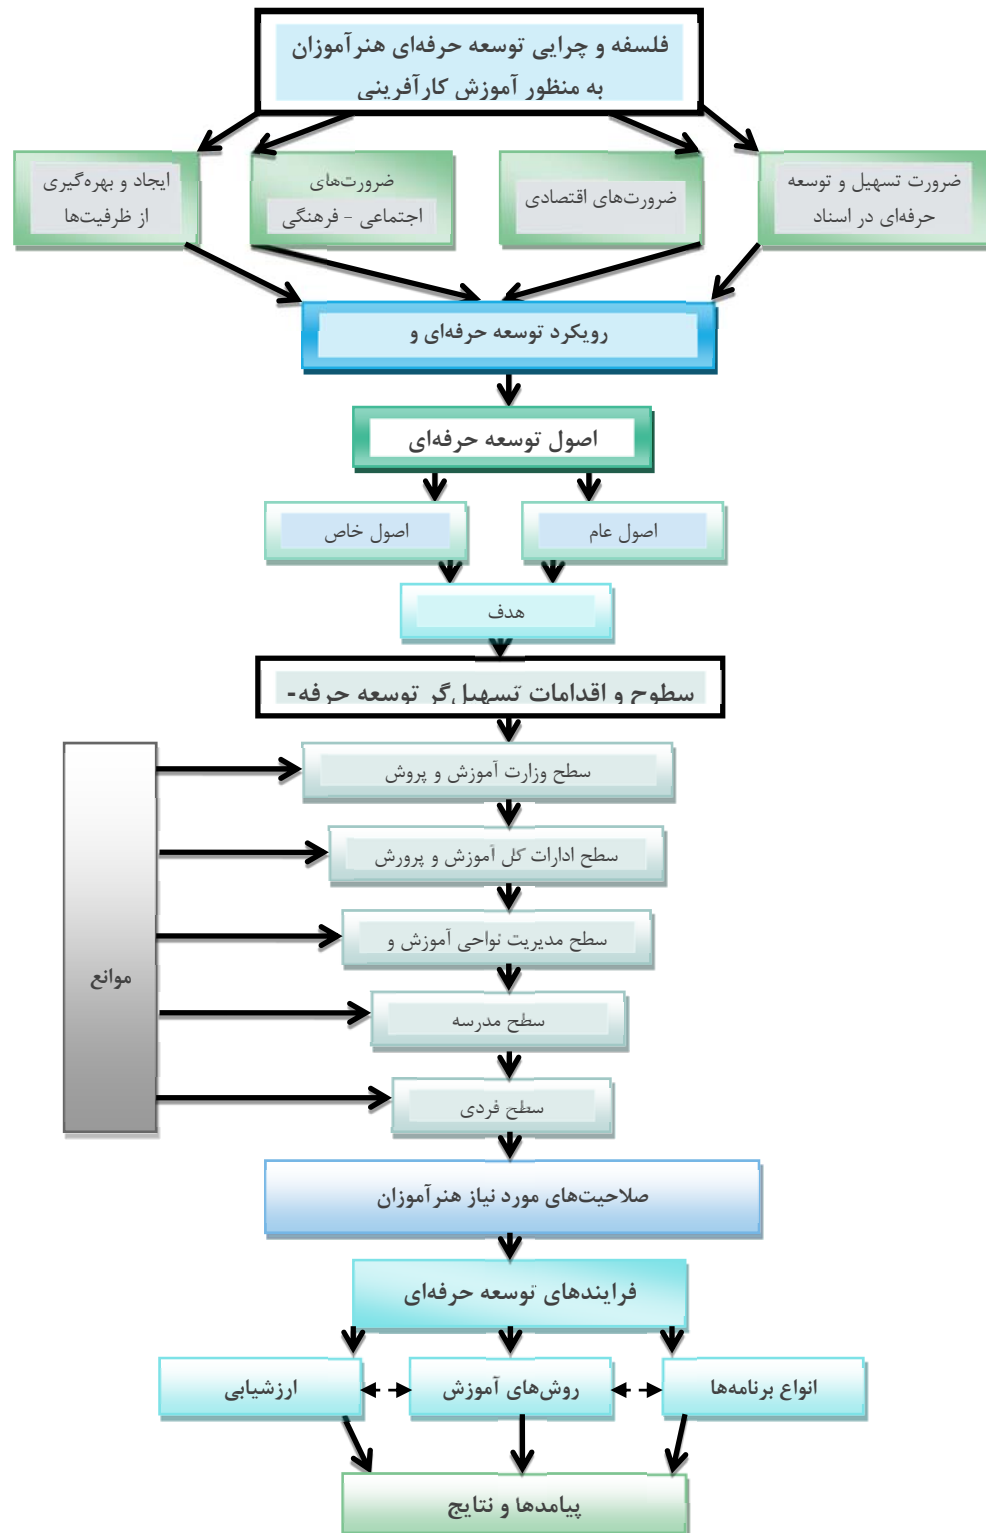 فلسفه و چرایی توسعه حرفه‌ای هنرآموزان
به منظور آموزش کارآفرینی
ضرورت تسهیل و توسعه
حرفه‌ای در اسناد
ضرورت‌های اقتصادی
ضرورت‌های
اجتماعی - فرهنگی
ایجاد و بهره‌گیری
از ظرفیت‌ها
رویکرد توسعه حرفه‌ای و
اصول توسعه حرفه‌ای
اصول عام
اصول خاص
هدف
سطوح و اقدامات تسهیل‌گر توسعه حرفه-
موانع
سطح وزارت آموزش و پروش
سطح ادارات کل آموزش و پرورش
سطح مدیریت نواحی آموزش و
سطح مدرسه
سطح فردی
صلاحیت‌های مورد نیاز هنرآموزان
فرایندهای توسعه حرفه‌ای
انواع برنامه‌ها
روش‌های آموزش
ارزشیابی
پیامدها و نتایج